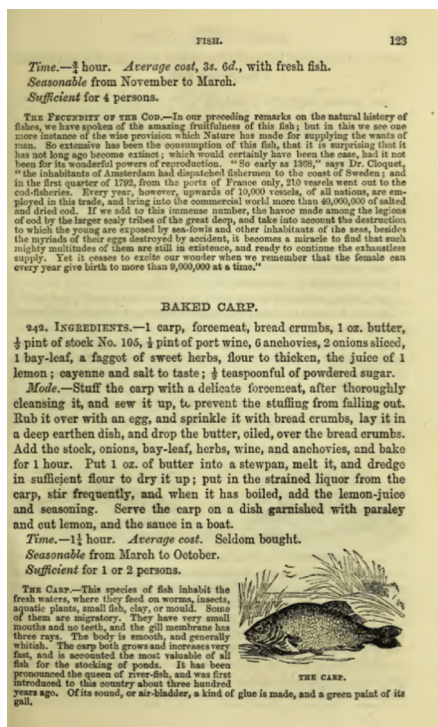 FISH. 123
Time.—¾ hour. Average cost, 3s. 6d., with fresh fish.
Seasonable from November to March.
Sufficient for 4 persons.
THE FECUNDITY OF THE COD.—In our preceding remarks on the natural history of
fishes, we have spoken of the amazing fruitfulness of this fish; but in this we see one
more instance of the wise provision which Nature has made for supplying the wants of
man. So extensive has been the consumption of this fish, that it is surprising that it
has not long ago become extinct; which would certainly have been the case, had it not
been for its wonderful powers of reproduction. "So early as 1368," says Dr. Cloquet,
"the inhabitants of Amsterdam had dispatched fishermen to the coast of Sweden; and
in the first quarter of 1792, from the ports of France only, 210 vessels went out to the
cod-fisheries. Every year, however, upwards of 10,000 vessels, of all nations, are em-
ployed in this trade, and bring into the commercial world more than 40,000,000 of salted
and dried cod. If we add to this immense number, the havoc made among the legions
of cod by the larger scaly tribes of the great deep, and take into account the destruction
to which the young are exposed by sea-fowls and other inhabitants of the seas, besides
the myriads of their eggs destroyed by accident, it becomes a miracle to find that such
mighty multitudes of them are still in existence, and ready to continue the exhaustless
supply. Yet it ceases to excite our wonder when we remember that the female can
every year give birth to more than 9,000,000 at a time."
BAKED CARP.
242. INGREDIENTS.—1 carp, forcemeat, bread crumbs, 1 oz. butter,
½ pint of stock No. 105, ½ pint of port wine, 6 anchovies, 2 onions sliced,
1 bay-leaf, a faggot of sweet herbs, flour to thicken, the juice of 1
lemon; cayenne and salt to taste; ½ teaspoonful of powdered sugar.
Mode.—Stuff the carp with a delicate forcemeat, after thoroughly
cleansing it, and sew it up, to prevent the stuffing from falling out.
Rub it over with an egg, and sprinkle it with bread crumbs, lay it in
a deep earthen dish, and drop the butter, oiled, over the bread crumbs.
Add the stock, onions, bay-leaf, herbs, wine, and anchovies, and bake
for 1 hour. Put 1 oz. of butter into a stewpan, melt it, and dredge
in sufficient flour to dry it up; put in the strained liquor from the
carp, stir frequently, and when it has boiled, add the lemon-juice
and seasoning. Serve the carp on a dish garnished with parsley
and cut lemon, and the sauce in a boat.
Time.—1¼ hour. Average cost. Seldom bought.
Seasonable from March to October.
Sufficient for 1 or 2 persons.
THE CARP.—This species of fish inhabit the
fresh waters, where they feed on worms, insects,
aquatic plants, small fish, clay, or mould. Some
of them are migratory. They have very small
mouths and no teeth, and the gill membrane has
three rays. The body is smooth, and generally
whitish. The carp both grows and increases very
fast, and is accounted the most valuable of all
fish for the stocking of ponds. It has been
pronounced the queen of river-fish, and was first
introduced to this country about three hundred
THE CARP.
years ago. Of its sound, or air-bladder, a kind of glue is made, and a green paint of its
gall.